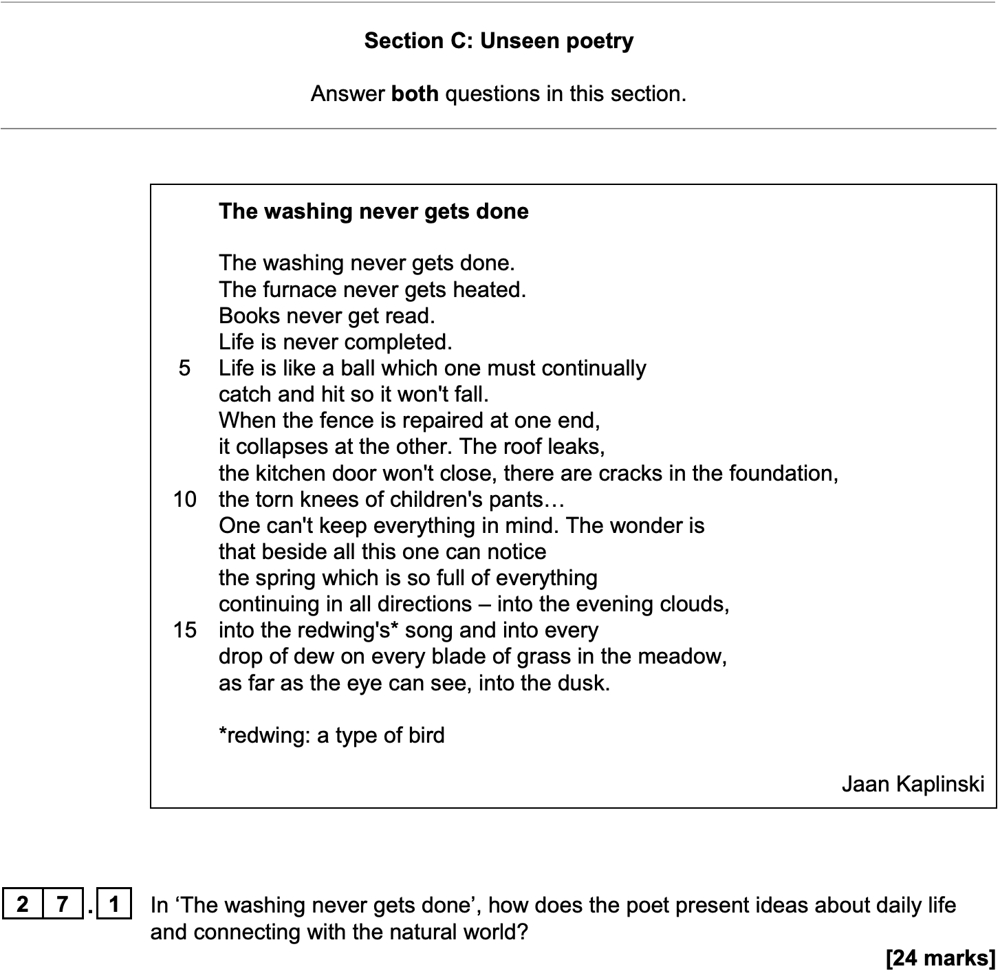 Section C: Unseen poetry
Answer both questions in this section.
The washing never gets done
The washing never gets done.
The furnace never gets heated.
Books never get read.
Life is never completed.
5 Life is like a ball which one must continually
catch and hit so it won't fall.
When the fence is repaired at one end,
it collapses at the other. The roof leaks,
the kitchen door won't close, there are cracks in the foundation,
10 the torn knees of children's pants…
One can't keep everything in mind. The wonder is
that beside all this one can notice
the spring which is so full of everything
continuing in all directions – into the evening clouds,
15 into the redwing's* song and into every
drop of dew on every blade of grass in the meadow,
as far as the eye can see, into the dusk.
*redwing: a type of bird
Jaan Kaplinski
2 7 . 1 In ‘The washing never gets done’, how does the poet present ideas about daily life
and connecting with the natural world?
[24 marks]